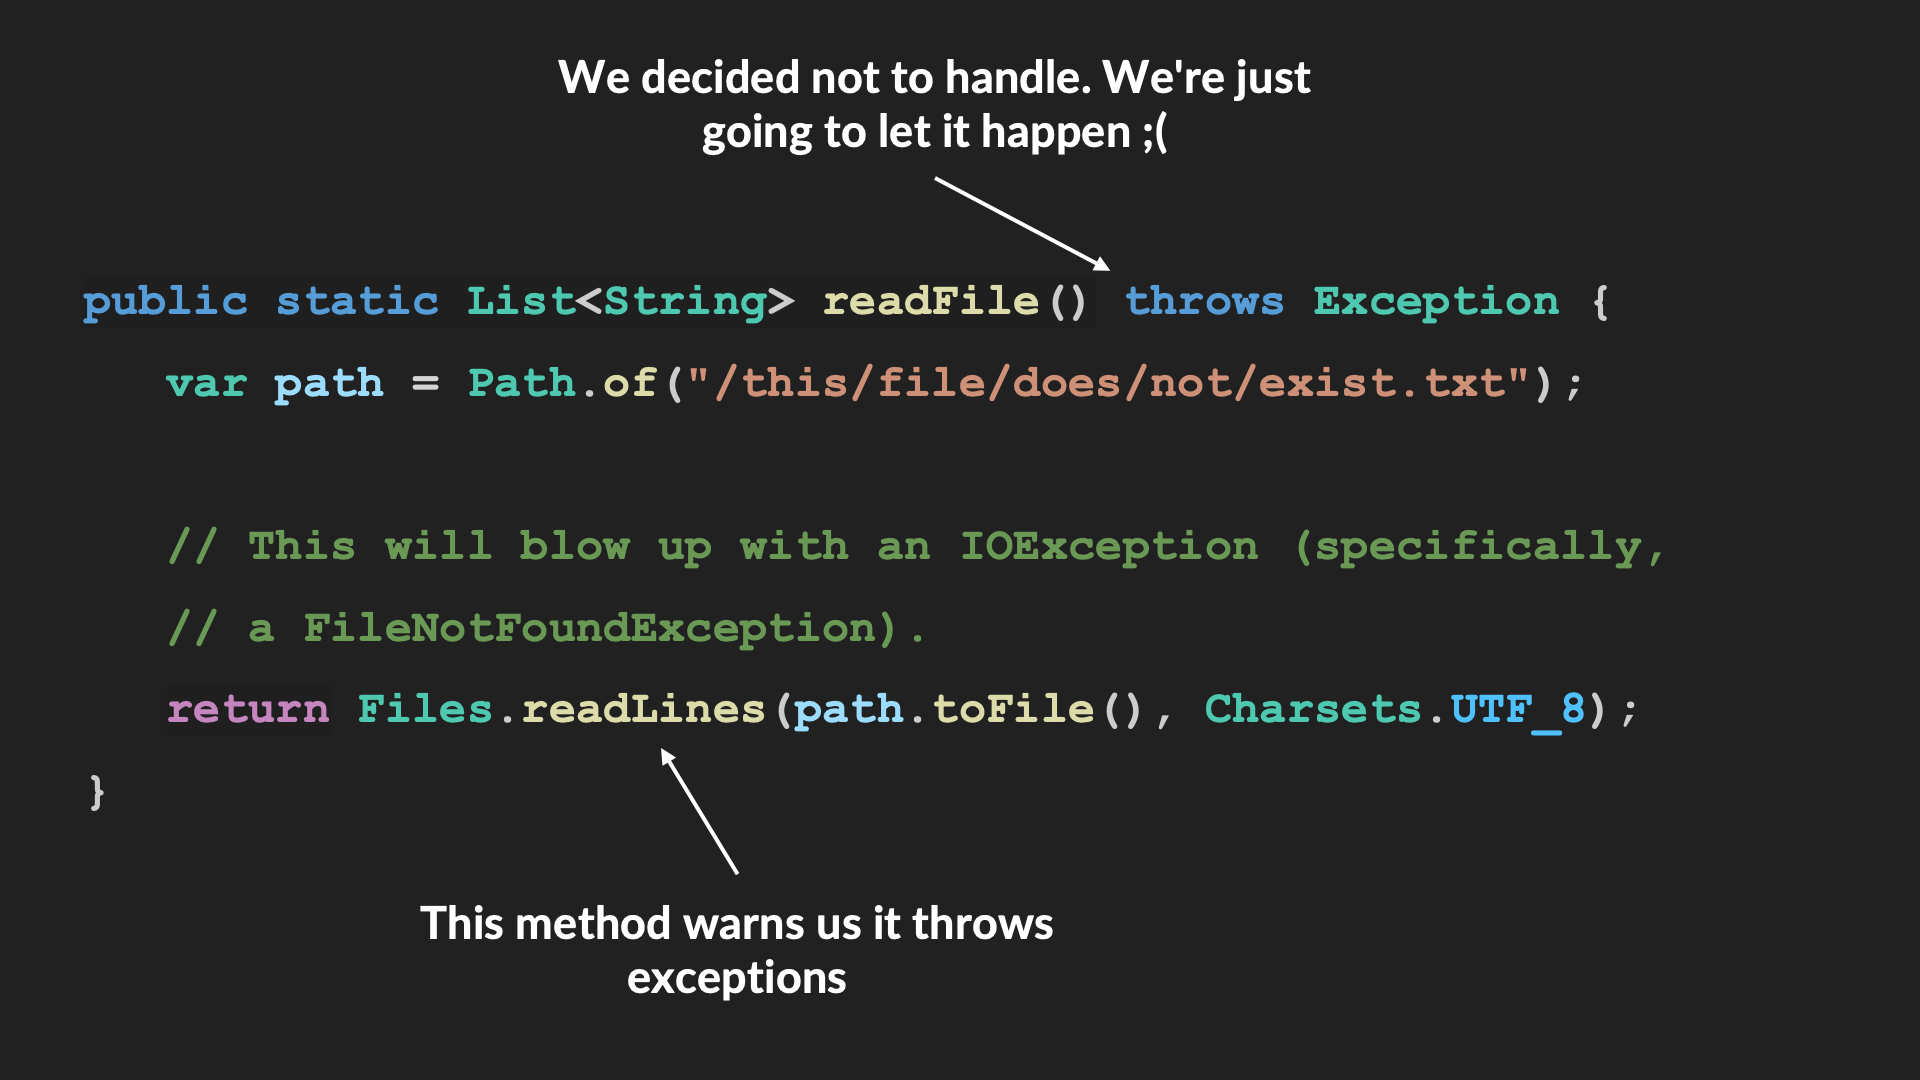 We decided not to handle. We're just
going to let it happen ;(
public static List<String> readFile() throws Exception {
var path = Path.of("/this/file/does/not/exist.txt");
// This will blow up with an IOException (specifically,
// a FileNotFoundException).
return Files.readLines(path.toFile(), Charsets.UTF_8);
}
This method warns us it throws
exceptions